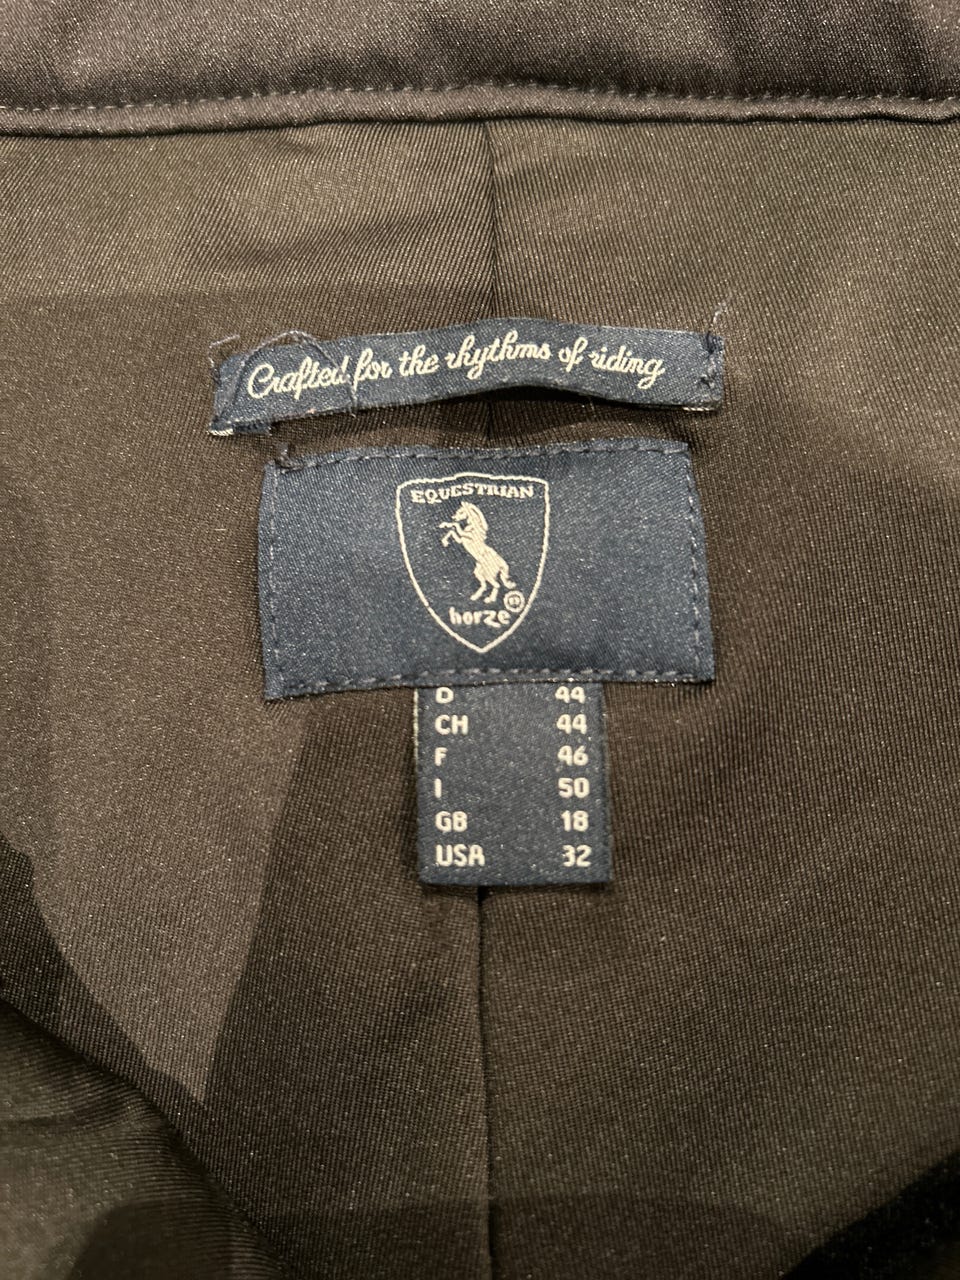 Crafted for the rhythms of riding
EQUESTRIAN
horze®
D 44
CH 44
F 46
I 50
GB 18
USA 32